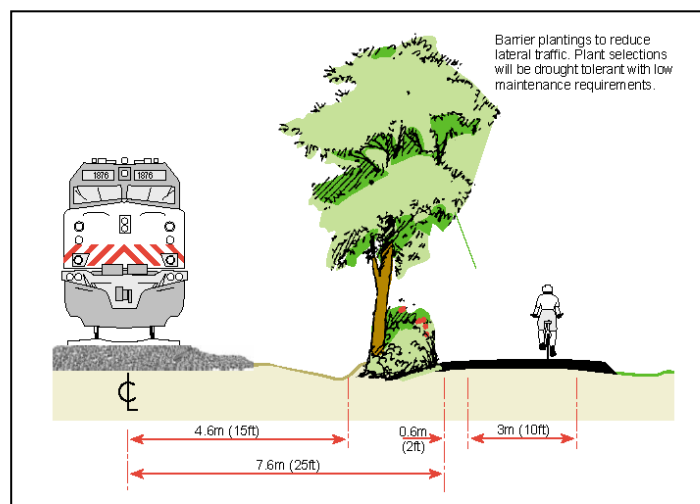 Barrier plantings to reduce
lateral traffic. Plant selections
will be drought tolerant with low
maintenance requirements.
1876 1876
℄
4.6m (15ft)
0.6m
(2ft)
3m (10ft)
7.6m (25ft)